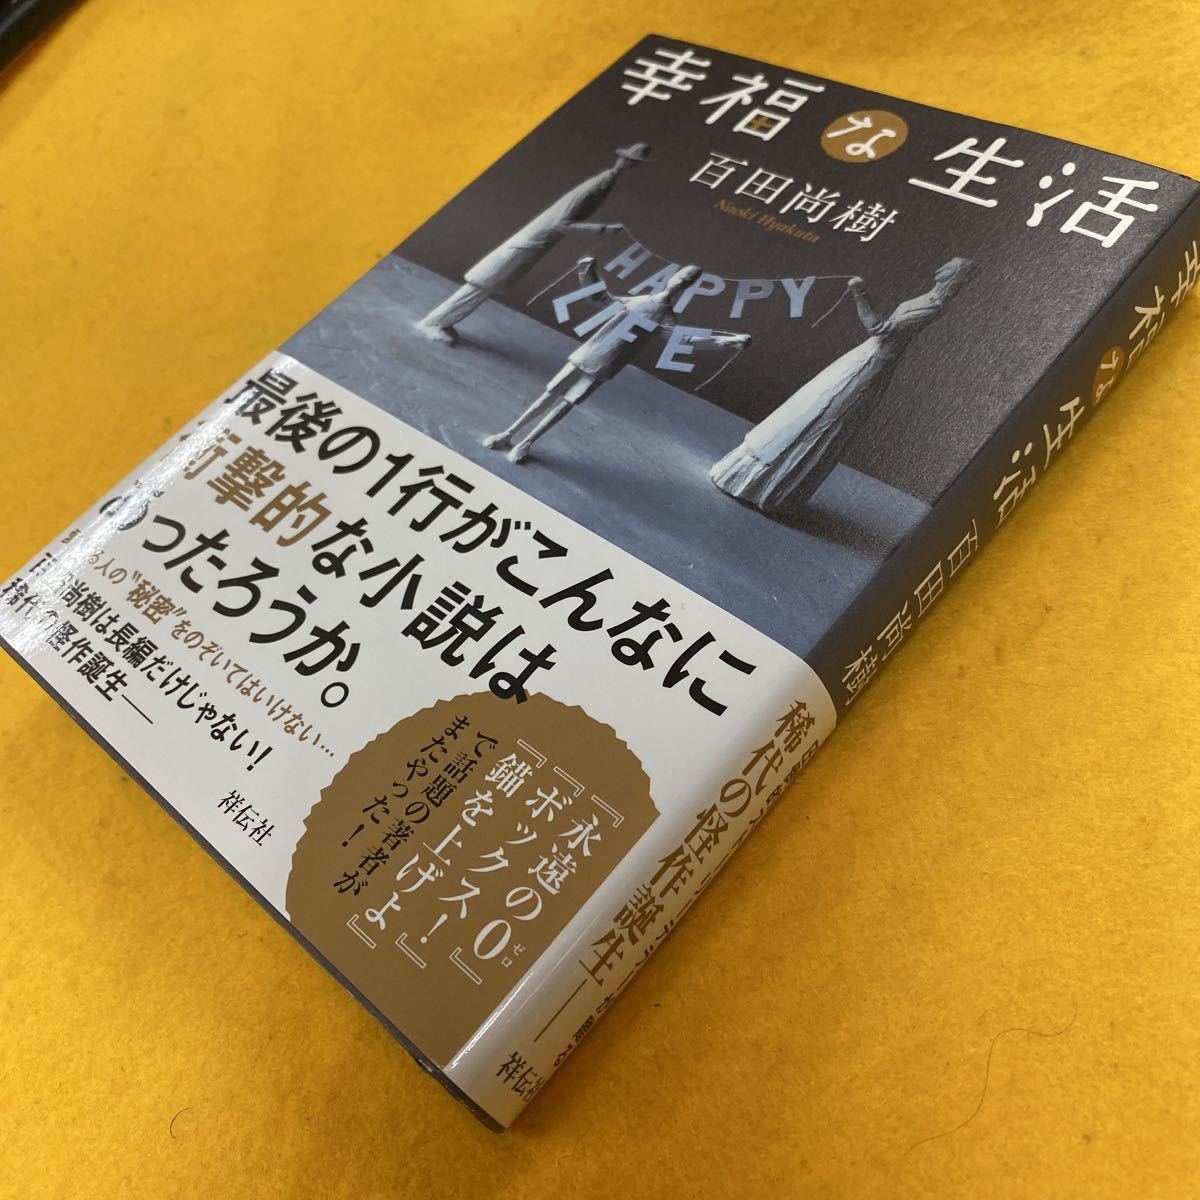 幸福な生活
百田尚樹
Naoki Hyakuta
HAPPY
LIFE
最後の1行がこんなに
衝撃的な小説は
あったろうか。
人の"秘密"をのぞいてはいけない…
百田尚樹は長編だけじゃない!
稀代の怪作誕生──
祥伝社
『永遠の0』
ゼロ
『ボックス!』
『錨を上げよ』
で話題の著者が
またやった!
幸福な生活 百田尚樹
稀代の怪作誕生──
祥伝社